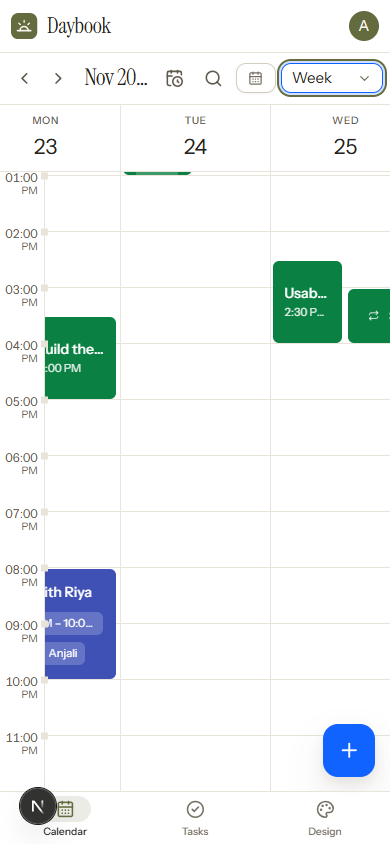 Daybook
A
Nov 20...
Week
MON
TUE
WED
23
24
25
01:00
PM
02:00
PM
03:00
PM
04:00
PM
05:00
PM
06:00
PM
07:00
PM
08:00
PM
09:00
PM
10:00
PM
11:00
PM
Usab...
2:30 P...
uild the...
:00 PM
ith Riya
M – 10:0...
Anjali
N
Calendar
Tasks
Design